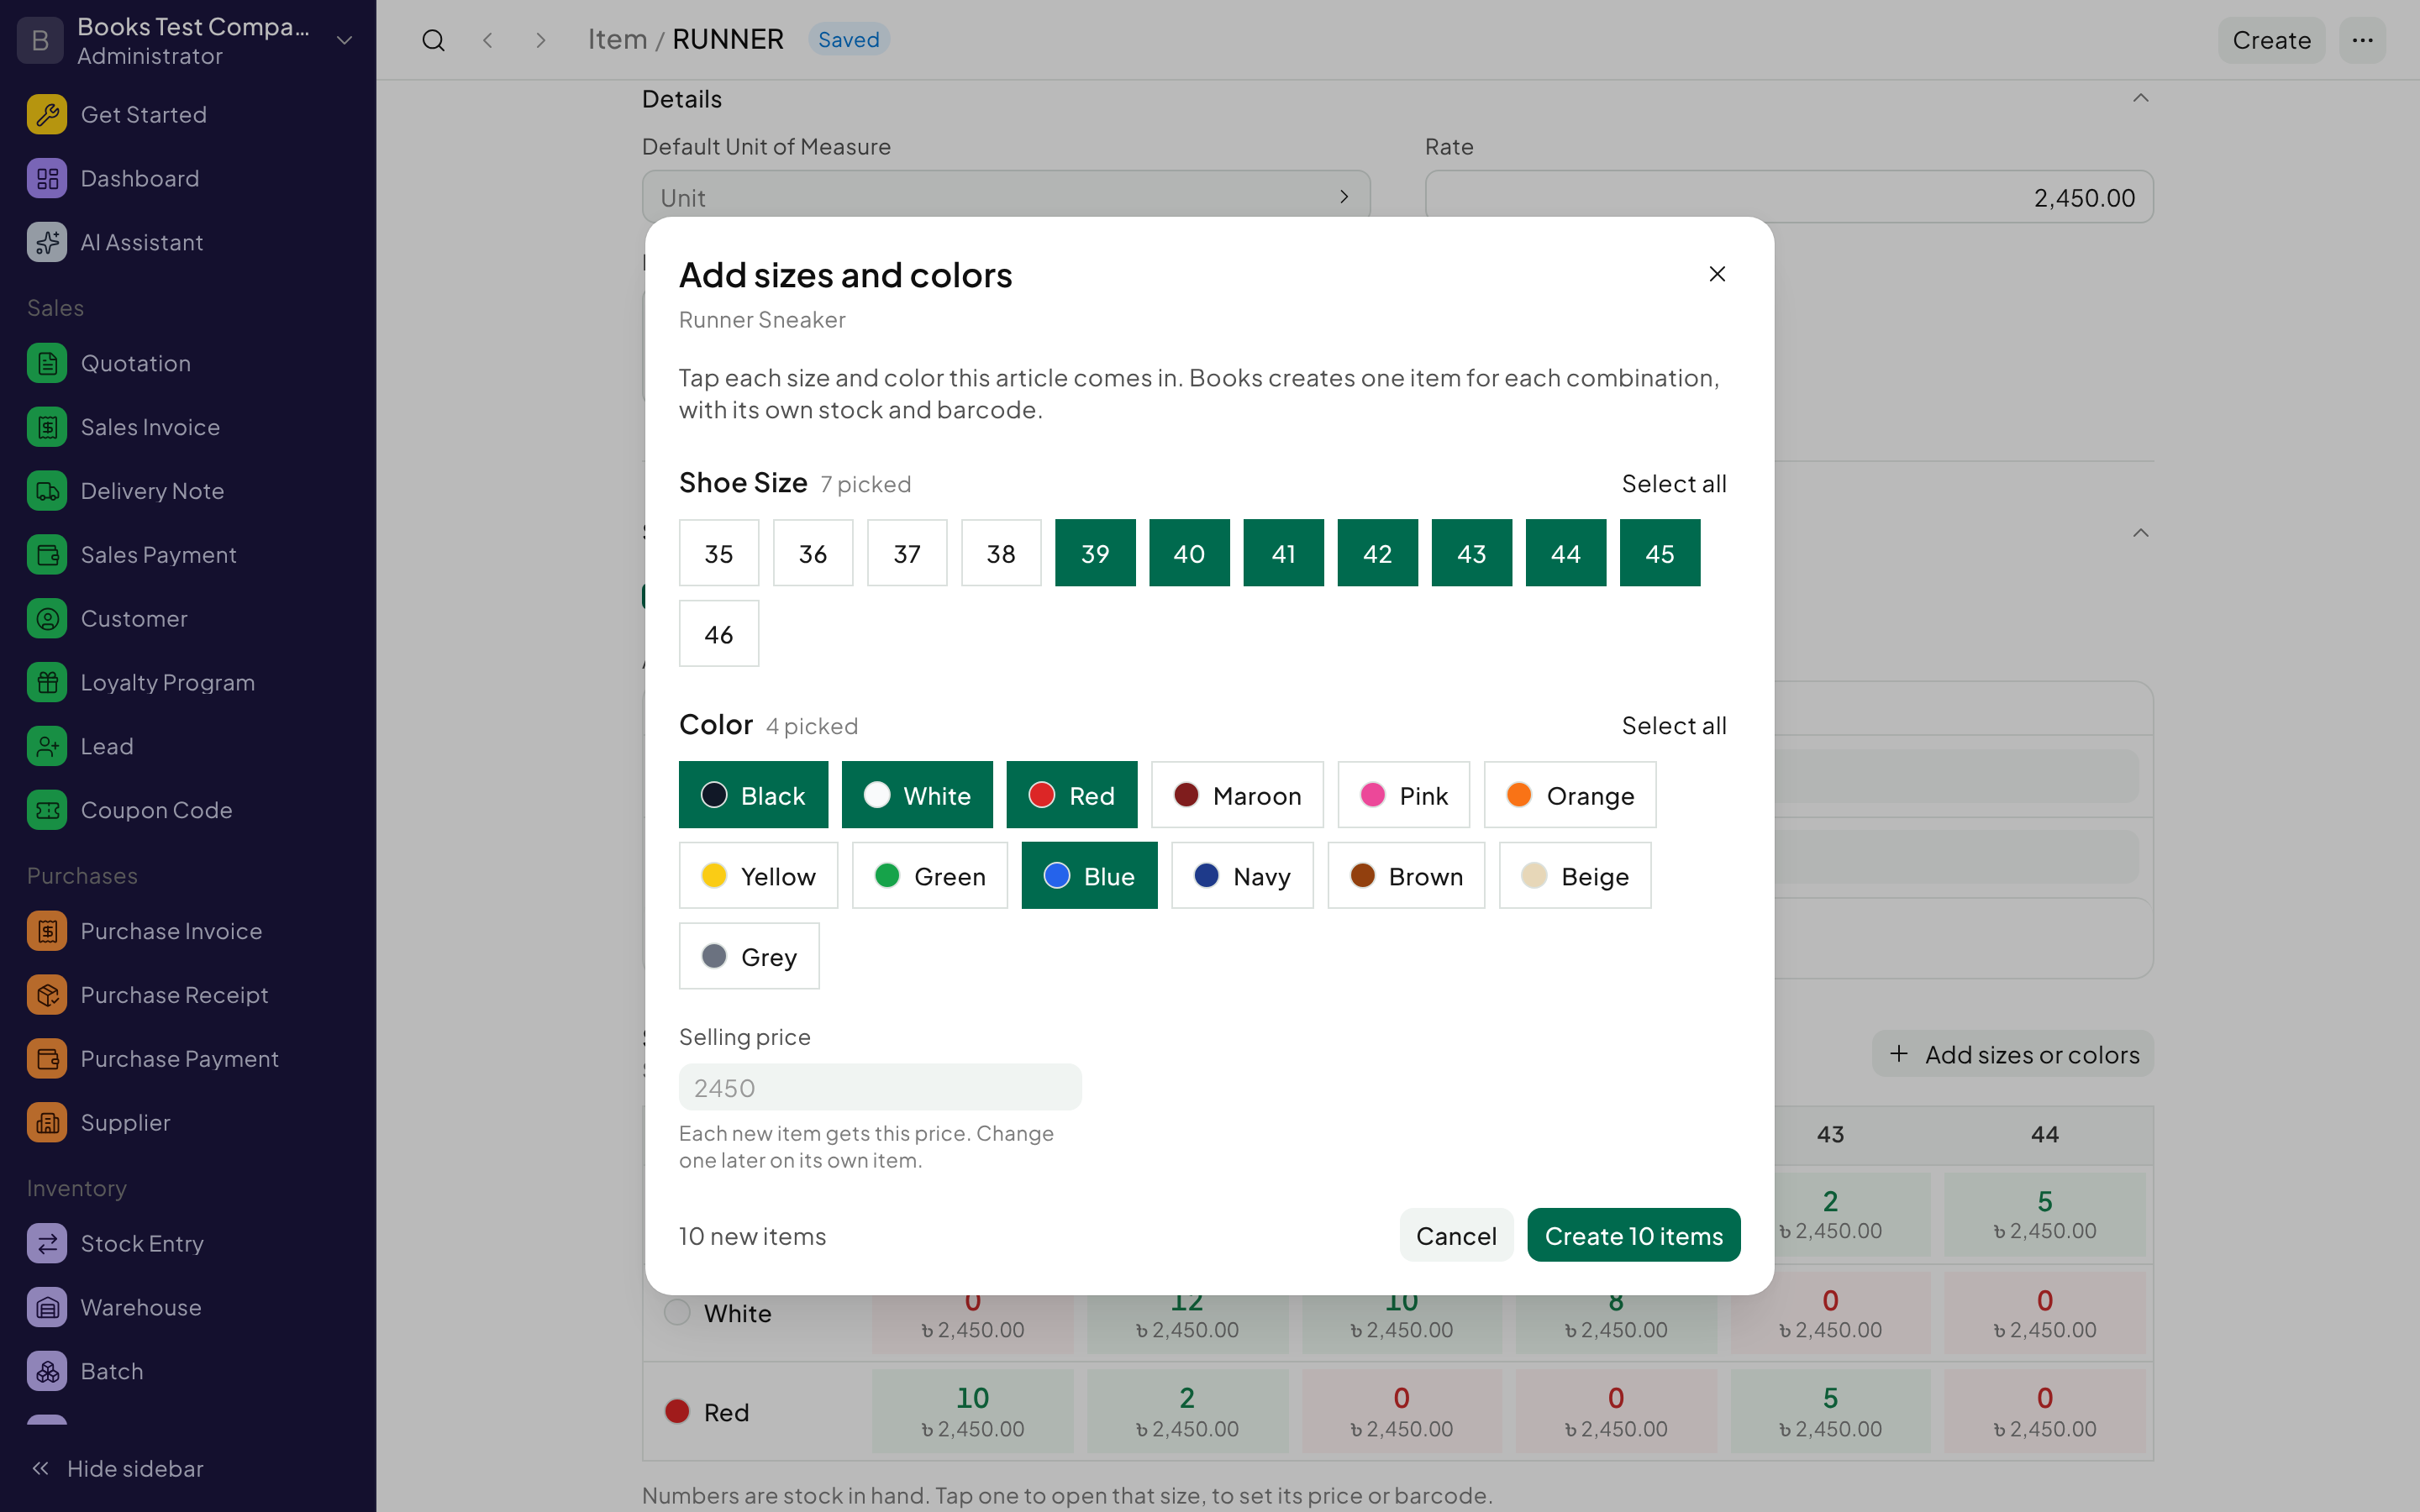 B
Books Test Compa...
Administrator
Get Started
Dashboard
AI Assistant
Sales
Quotation
Sales Invoice
Delivery Note
Sales Payment
Customer
Loyalty Program
Lead
Coupon Code
Purchases
Purchase Invoice
Purchase Receipt
Purchase Payment
Supplier
Inventory
Stock Entry
Warehouse
Batch
Hide sidebar
Item / RUNNER Saved
Create
Details
Default Unit of Measure
Unit
Rate
2,450.00
Add sizes and colors
Runner Sneaker
Tap each size and color this article comes in. Books creates one item for each combination,
with its own stock and barcode.
Shoe Size 7 picked Select all
35 36 37 38 39 40 41 42 43 44 45
46
Color 4 picked Select all
Black White Red Maroon Pink Orange
Yellow Green Blue Navy Brown Beige
Grey
Selling price
2450
Each new item gets this price. Change
one later on its own item.
10 new items Cancel Create 10 items
+ Add sizes or colors
43 44
2 5
৳ 2,450.00 ৳ 2,450.00
White 0 12 10 8 0 0
৳ 2,450.00 ৳ 2,450.00 ৳ 2,450.00 ৳ 2,450.00 ৳ 2,450.00 ৳ 2,450.00
Red 10 2 0 0 5 0
৳ 2,450.00 ৳ 2,450.00 ৳ 2,450.00 ৳ 2,450.00 ৳ 2,450.00 ৳ 2,450.00
Numbers are stock in hand. Tap one to open that size, to set its price or barcode.